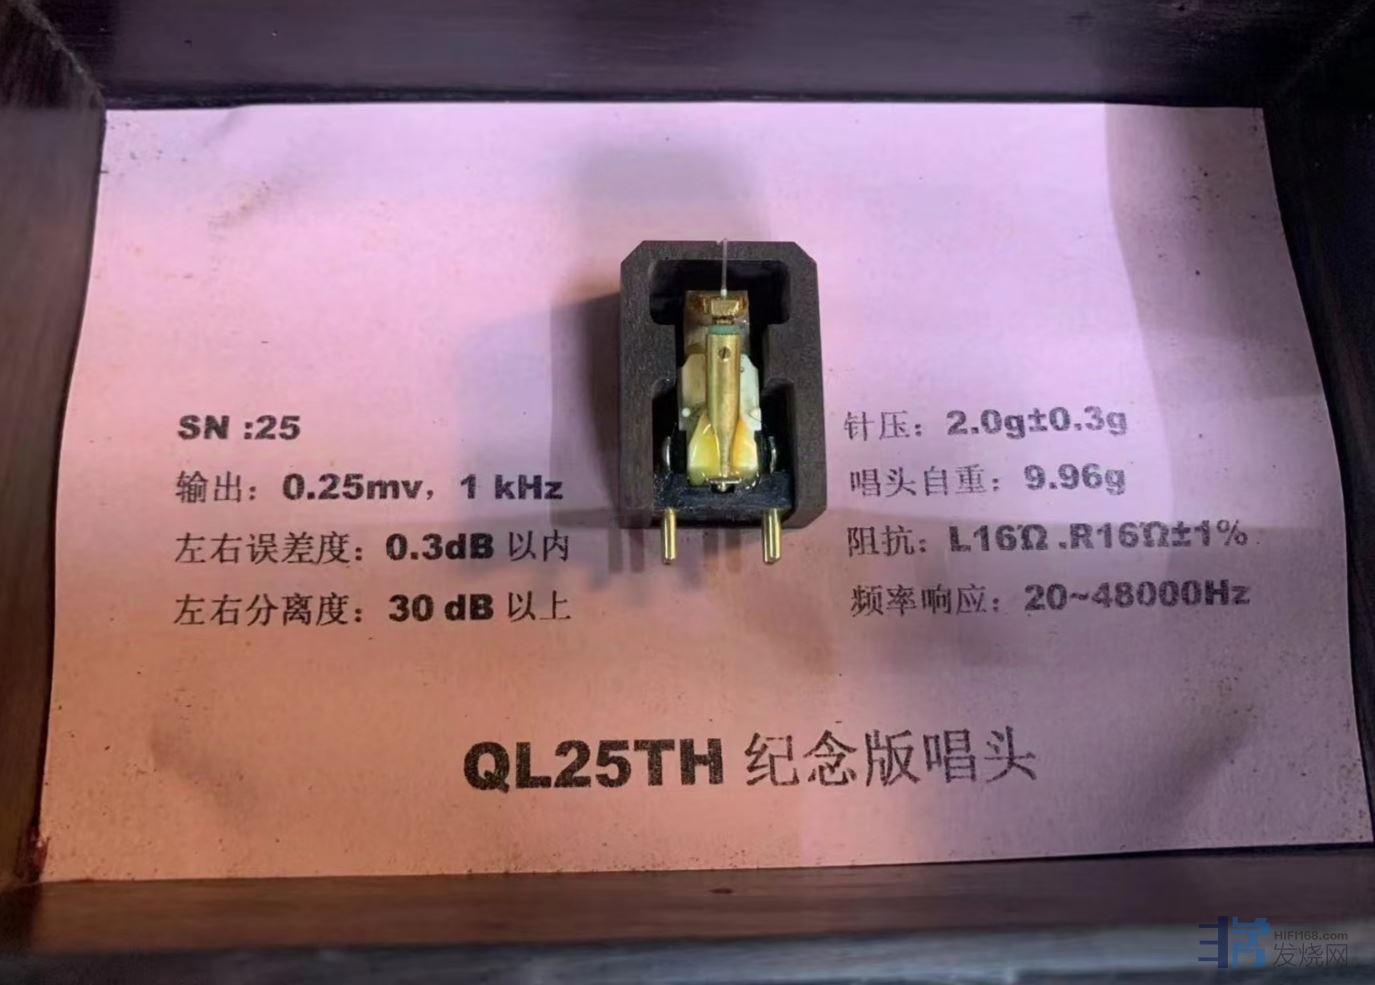 SN :25
输出：0.25mv，1 kHz
左右误差度：0.3dB 以内
左右分离度：30 dB 以上
针压：2.0g±0.3g
唱头自重：9.96g
阻抗：L16Ω .R16Ω±1%
频率响应：20~48000Hz
QL25TH 纪念版唱头
HIFI168.com
发烧网